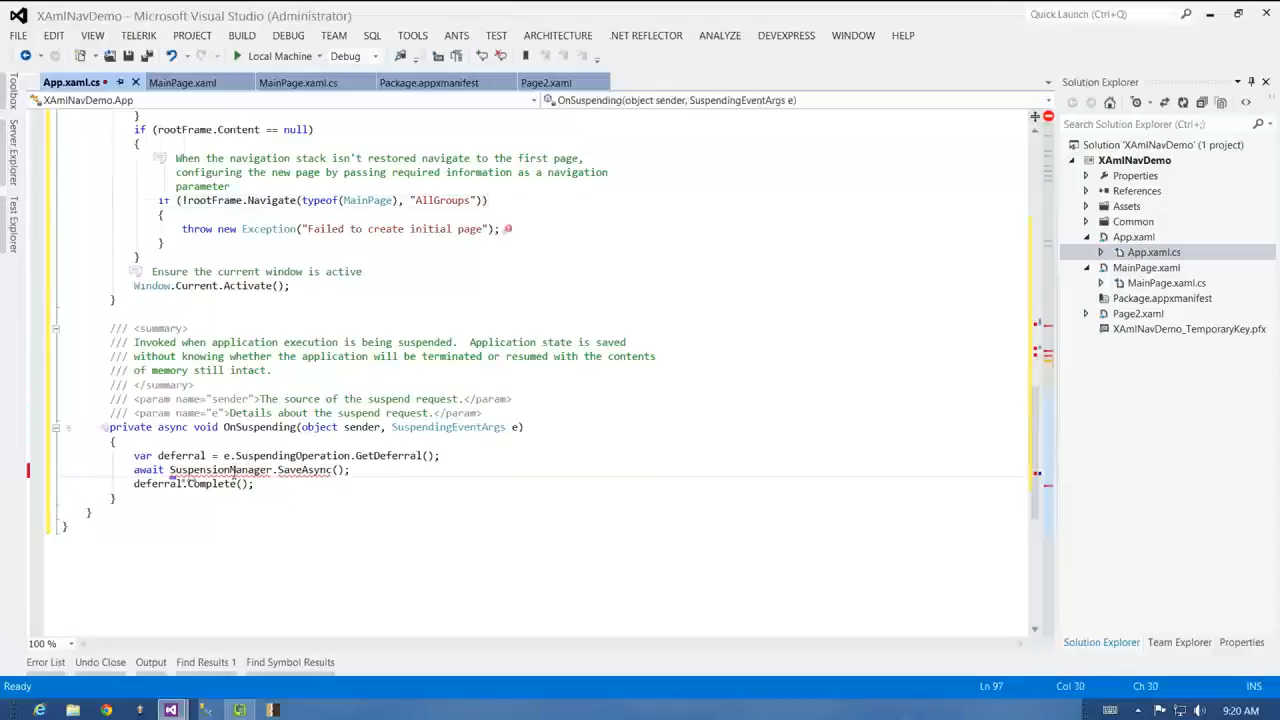 XAmlNavDemo - Microsoft Visual Studio (Administrator)
Quick Launch (Ctrl+Q)
FILE EDIT VIEW TELERIK PROJECT BUILD DEBUG TEAM SQL TOOLS ANTS TEST ARCHITECTURE .NET REFLECTOR ANALYZE DEVEXPRESS WINDOW HELP
Local Machine Debug
App.xaml.cs MainPage.xaml MainPage.xaml.cs Package.appxmanifest Page2.xaml
XAmlNavDemo.App OnSuspending(object sender, SuspendingEventArgs e)
}
if (rootFrame.Content == null)
{
When the navigation stack isn't restored navigate to the first page,
configuring the new page by passing required information as a navigation
parameter
if (!rootFrame.Navigate(typeof(MainPage), "AllGroups"))
{
throw new Exception("Failed to create initial page");
}
}
Ensure the current window is active
Window.Current.Activate();
}
/// <summary>
/// Invoked when application execution is being suspended.  Application state is saved
/// without knowing whether the application will be terminated or resumed with the contents
/// of memory still intact.
/// </summary>
/// <param name="sender">The source of the suspend request.</param>
/// <param name="e">Details about the suspend request.</param>
private async void OnSuspending(object sender, SuspendingEventArgs e)
{
var deferral = e.SuspendingOperation.GetDeferral();
await SuspensionManager.SaveAsync();
deferral.Complete();
}
}
}
100 %
Error List Undo Close Output Find Results 1 Find Symbol Results
Ready Ln 97 Col 30 Ch 30 INS
9:20 AM
Toolbox
Server Explorer
Test Explorer
Solution Explorer
Search Solution Explorer (Ctrl+;)
Solution 'XAmlNavDemo' (1 project)
XAmlNavDemo
Properties
References
Assets
Common
App.xaml
App.xaml.cs
MainPage.xaml
MainPage.xaml.cs
Package.appxmanifest
Page2.xaml
XAmlNavDemo_TemporaryKey.pfx
Solution Explorer Team Explorer Properties